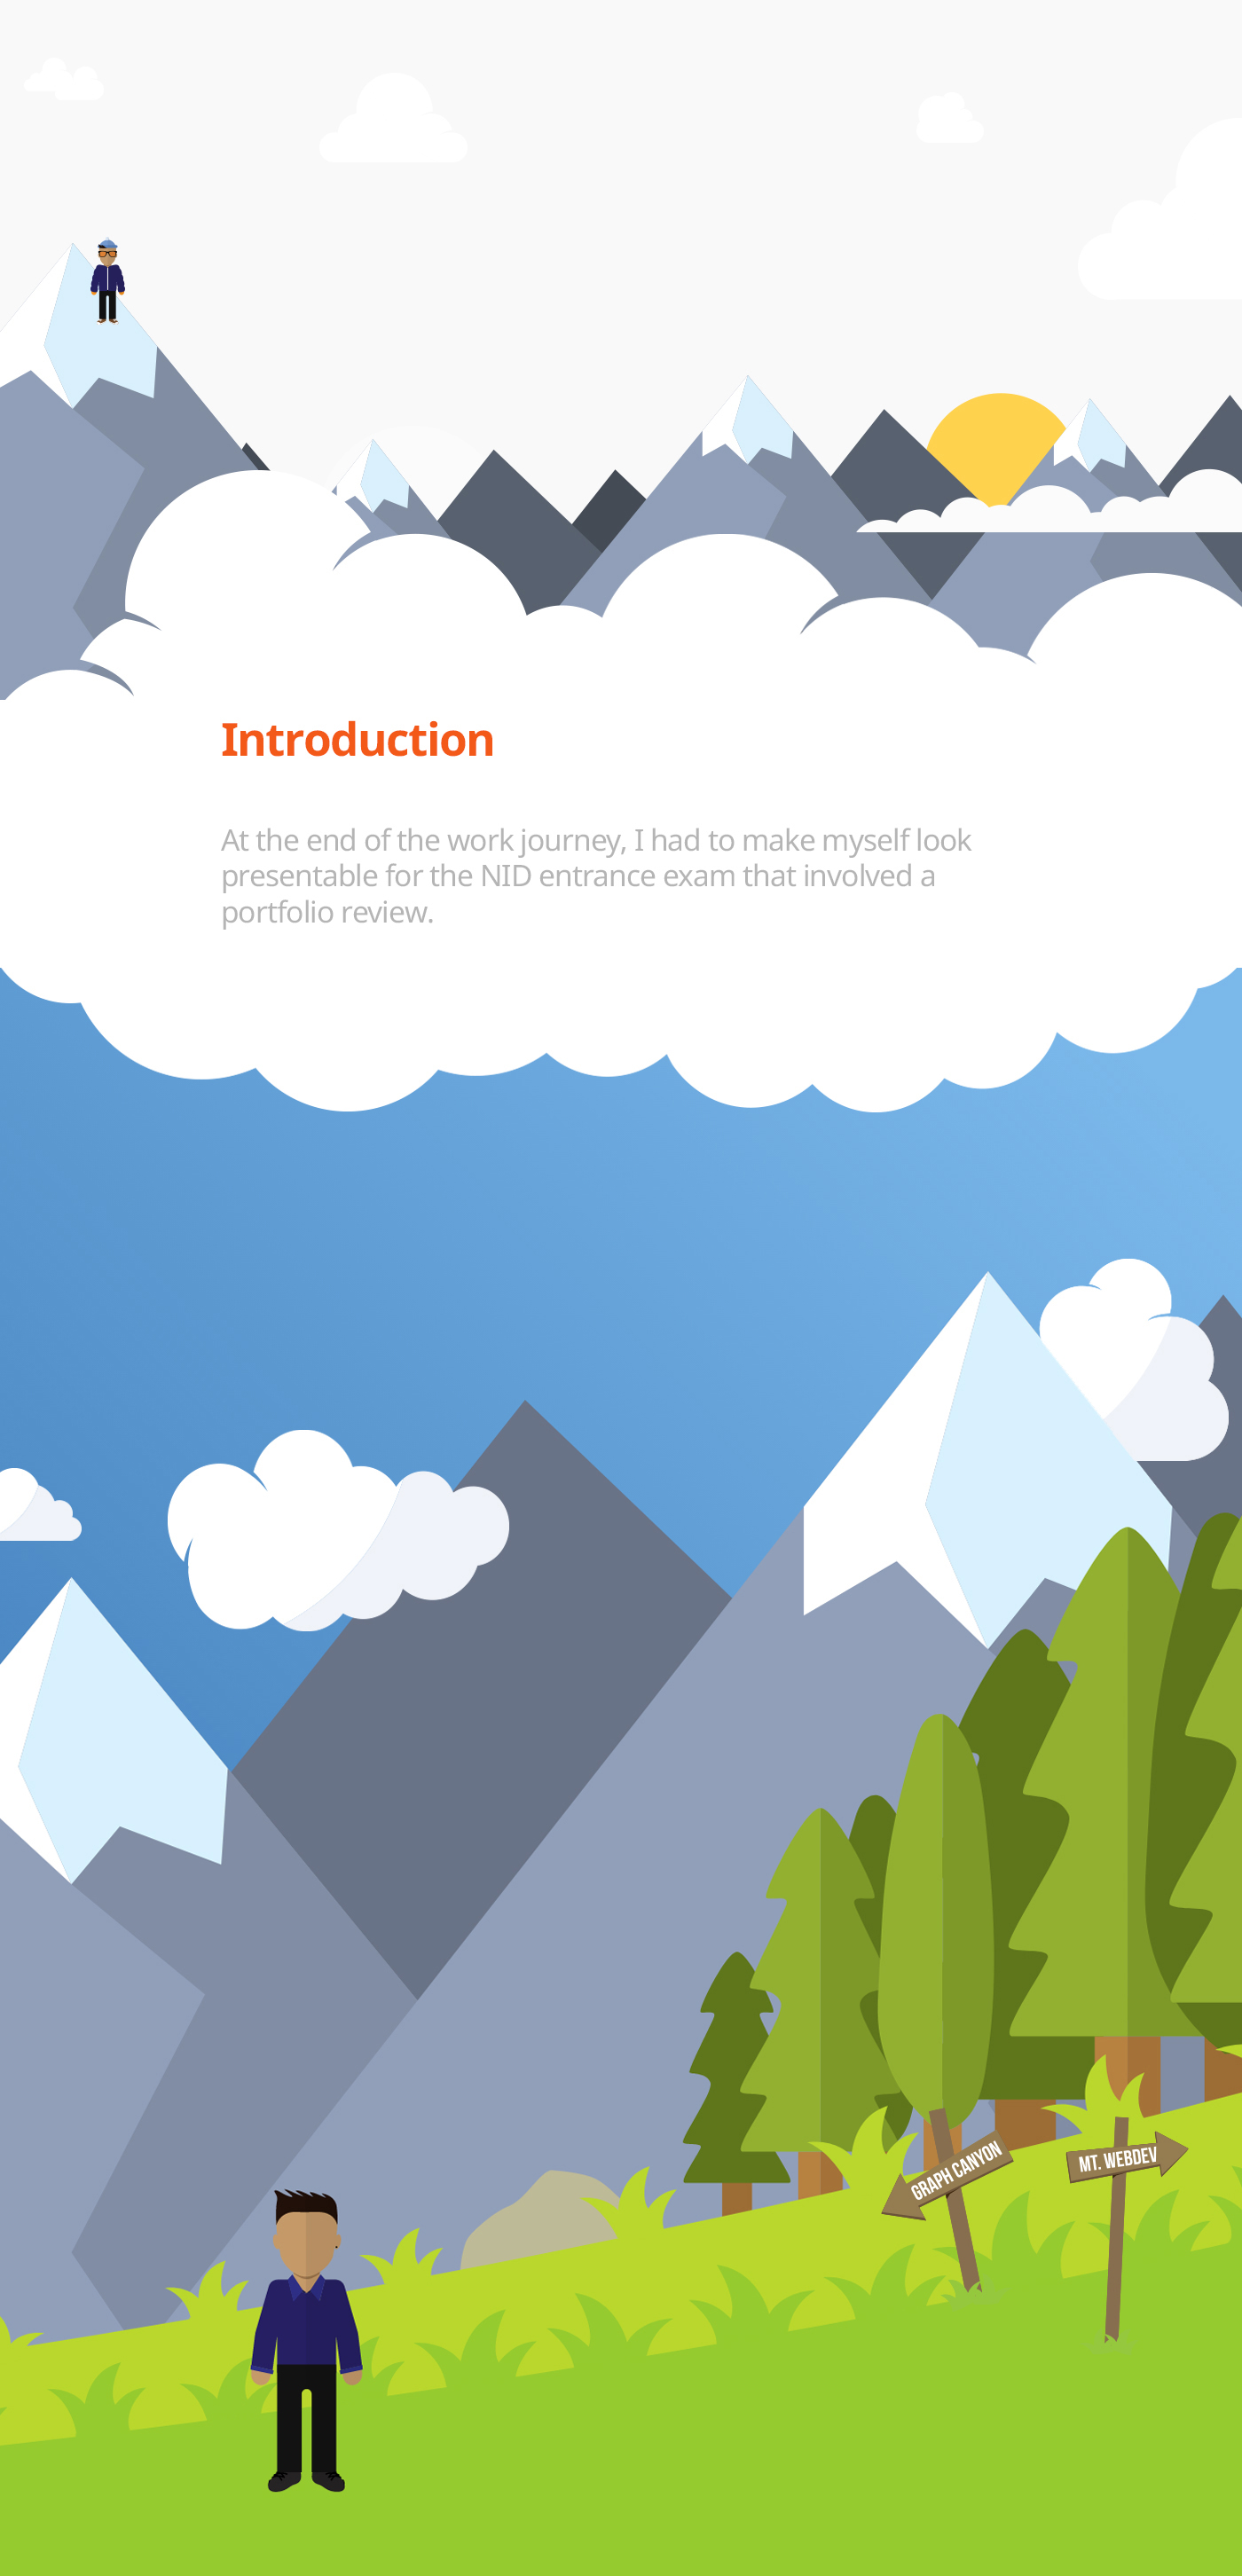 Introduction
At the end of the work journey, I had to make myself look
presentable for the NID entrance exam that involved a
portfolio review.
GRAPH CANYON
MT. WEBDEV